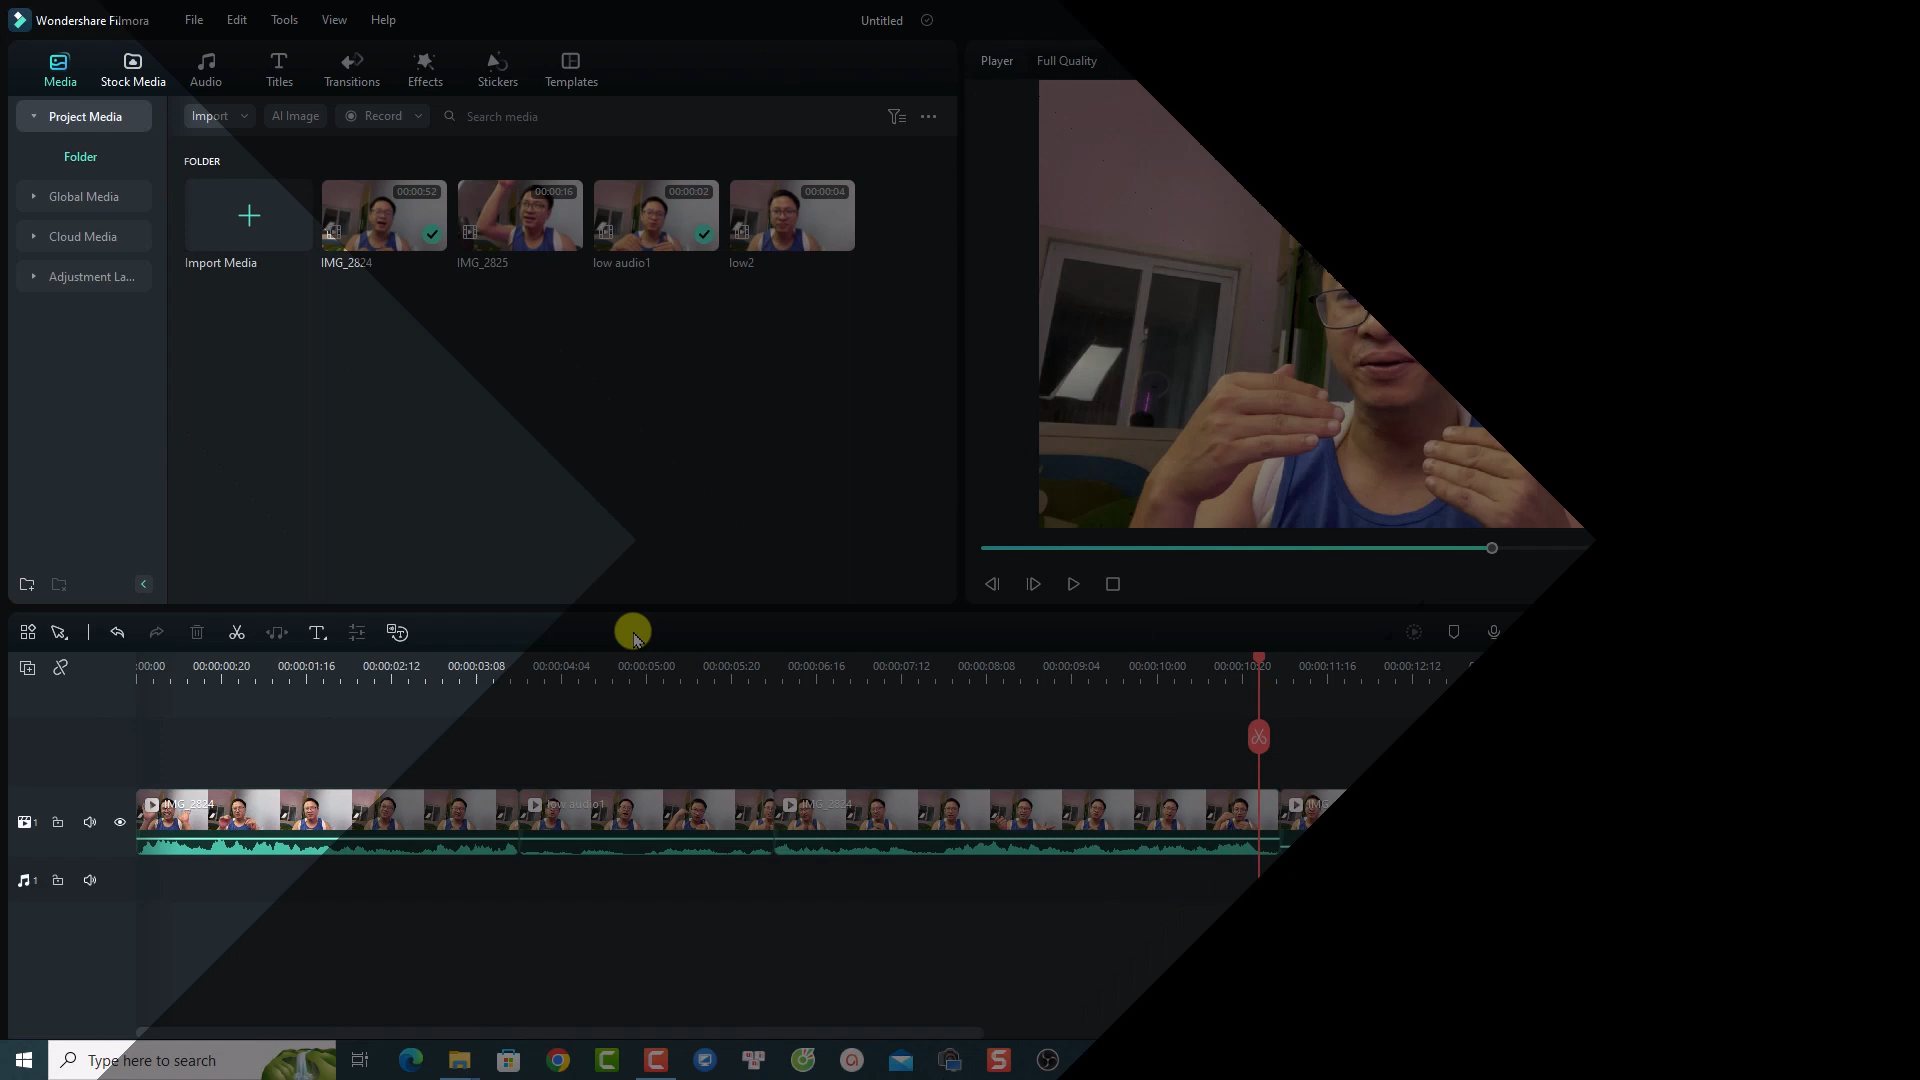 Wondershare Filmora File Edit Tools View Help Untitled
Media Stock Media Audio Titles Transitions Effects Stickers Templates
Player Full Quality
Project Media
Import AI Image Record Search media
Folder
FOLDER
Global Media
Cloud Media
Adjustment La...
00:00:52 00:00:16 00:00:02 00:00:04
Import Media IMG_2824 IMG_2825 low audio1 low2
:00:00 00:00:00:20 00:00:01:16 00:00:02:12 00:00:03:08 00:00:04:04 00:00:05:00 00:00:05:20 00:00:06:16 00:00:07:12 00:00:08:08 00:00:09:04 00:00:10:00 00:00:10:20 00:00:11:16 00:00:12:12
IMG_2824 low audio1 IMG_2824 IMG
1
1
Type here to search